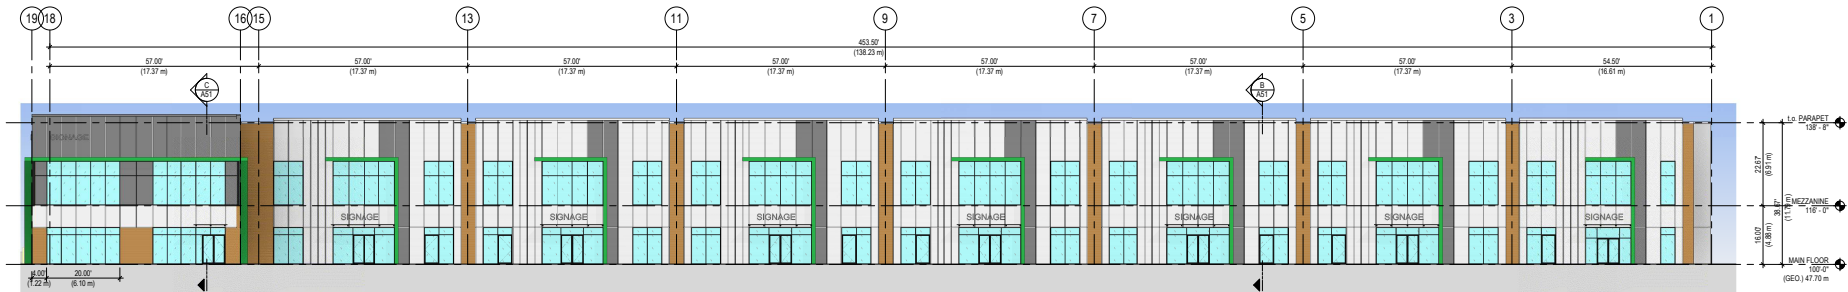 19 18 16 15 13 11 9 7 5 3 1
453.50'
(138.23 m)
57.00' 57.00' 57.00' 57.00' 57.00' 57.00' 57.00' 54.50'
(17.37 m) (17.37 m) (17.37 m) (17.37 m) (17.37 m) (17.37 m) (17.37 m) (16.61 m)
C
A51
B
A51
SIGNAGE
t.o. PARAPET
138' - 8"
22.67
(6.91 m)
MEZZANINE
116' - 0"
SIGNAGE SIGNAGE SIGNAGE SIGNAGE SIGNAGE SIGNAGE SIGNAGE
16.00'
(4.88 m)
MAIN FLOOR
100'-0"
(GEO.) 47.70 m
4.00' 20.00'
(1.22 m) (6.10 m)